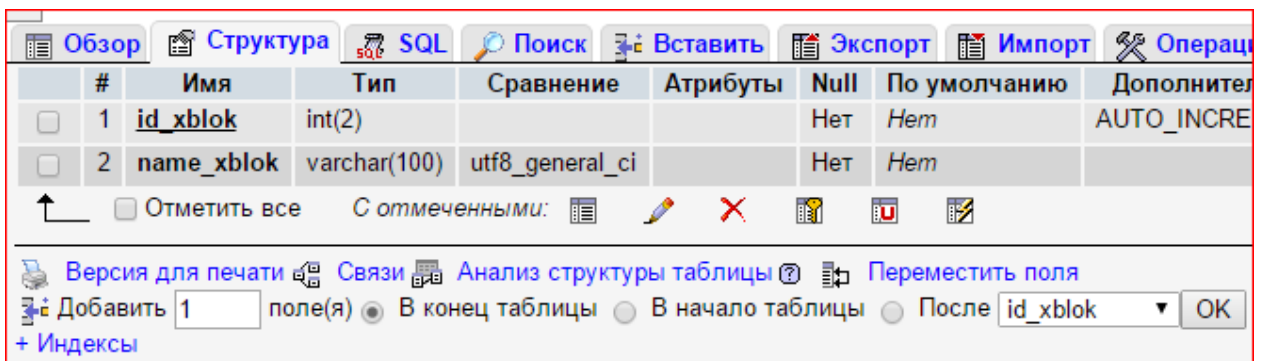 Обзор Структура SQL Поиск Вставить Экспорт Импорт Операци
# Имя Тип Сравнение Атрибуты Null По умолчанию Дополнител
1 id_xblok int(2) Нет Нет AUTO_INCRE
2 name_xblok varchar(100) utf8_general_ci Нет Нет
Отметить все С отмеченными:
Версия для печати Связи Анализ структуры таблицы Переместить поля
Добавить 1 поле(я) В конец таблицы В начало таблицы После id_xblok OK
+ Индексы